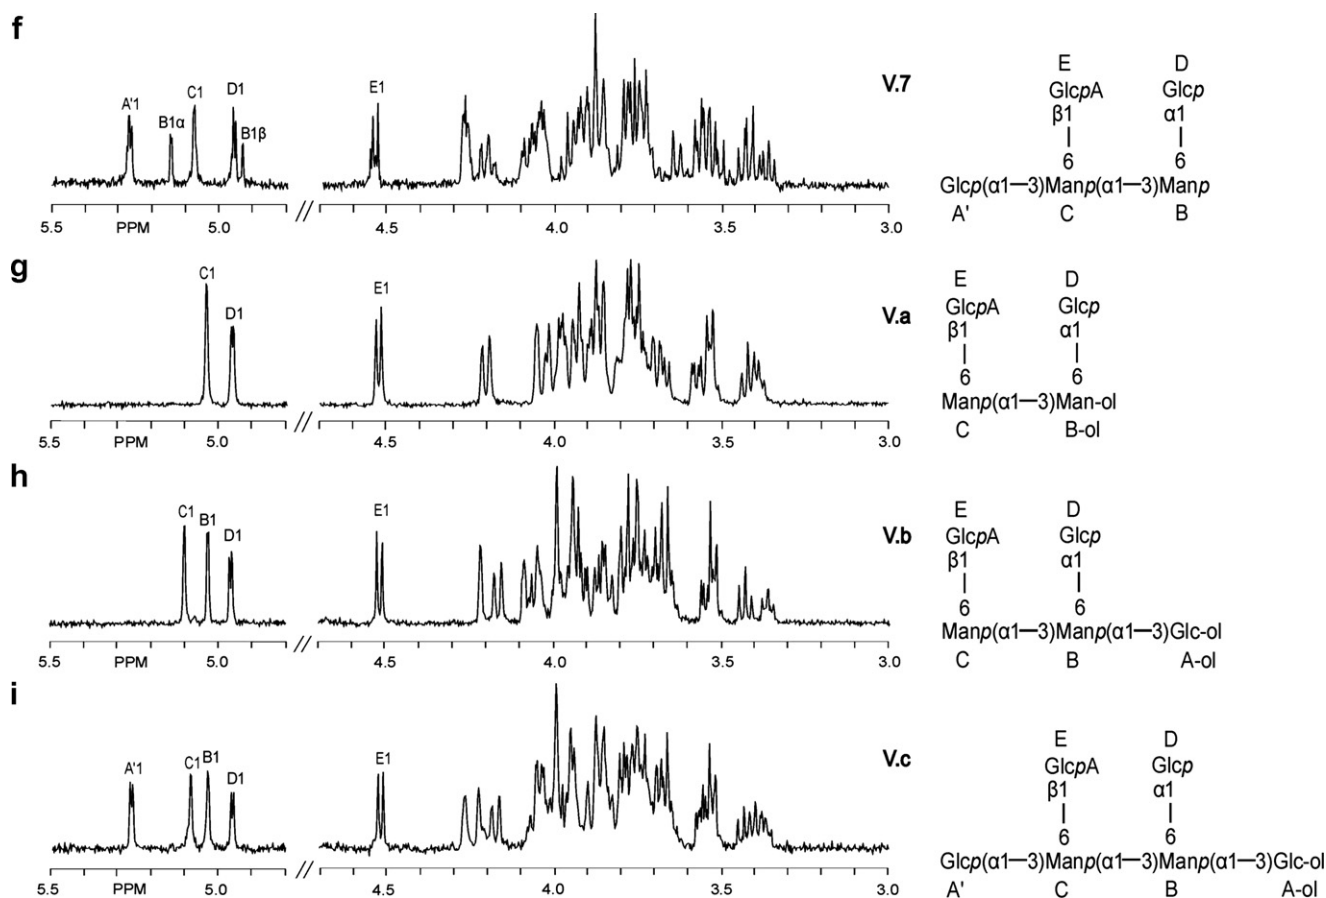 f
A'1
B1α
C1
D1
B1β
E1
V.7
E D
GlcpA Glcp
β1 α1
6 6
Glcp(α1—3)Manp(α1—3)Manp
A' C B
5.5 PPM 5.0 4.5 4.0 3.5 3.0
g
C1
D1
E1
V.a
E D
GlcpA Glcp
β1 α1
6 6
Manp(α1—3)Man-ol
C B-ol
5.5 PPM 5.0 4.5 4.0 3.5 3.0
h
C1
B1
D1
E1
V.b
E D
GlcpA Glcp
β1 α1
6 6
Manp(α1—3)Manp(α1—3)Glc-ol
C B A-ol
5.5 PPM 5.0 4.5 4.0 3.5 3.0
i
A'1
C1
B1
D1
E1
V.c
E D
GlcpA Glcp
β1 α1
6 6
Glcp(α1—3)Manp(α1—3)Manp(α1—3)Glc-ol
A' C B A-ol
5.5 PPM 5.0 4.5 4.0 3.5 3.0